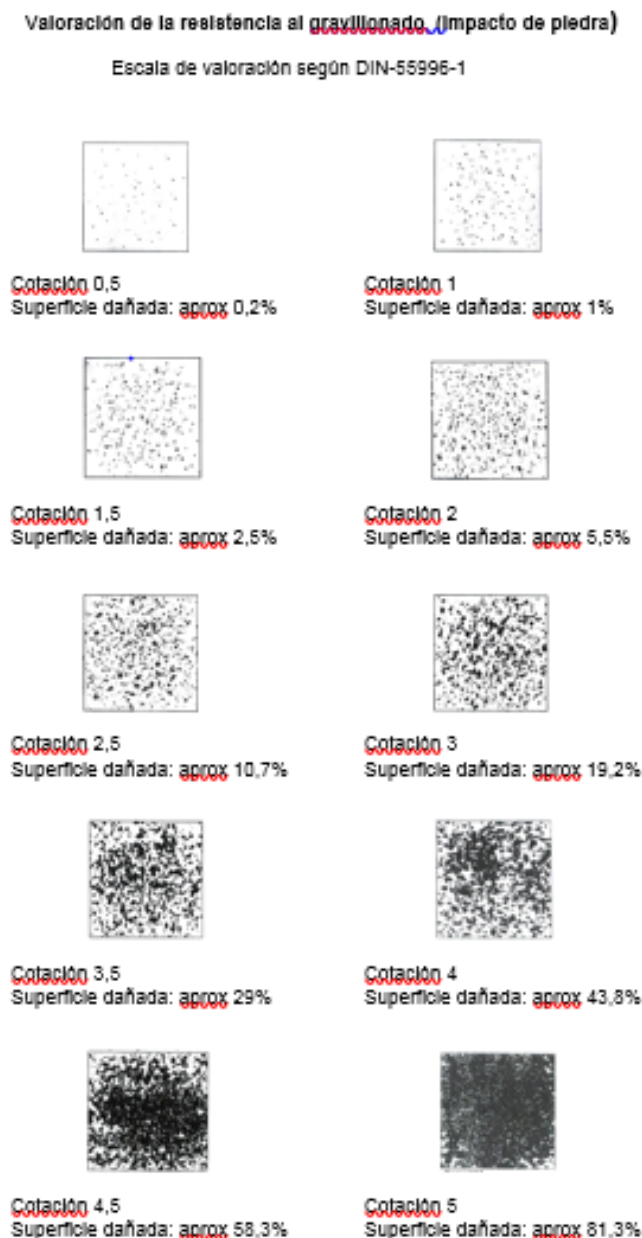 Valoración de la resistencia al gravillonado (Impacto de piedra)
Escala de valoración según DIN-55996-1
Cotación 0,5
Superficie dañada: aprox 0,2%
Cotación 1
Superficie dañada: aprox 1%
Cotación 1,5
Superficie dañada: aprox 2,5%
Cotación 2
Superficie dañada: aprox 5,5%
Cotación 2,5
Superficie dañada: aprox 10,7%
Cotación 3
Superficie dañada: aprox 19,2%
Cotación 3,5
Superficie dañada: aprox 29%
Cotación 4
Superficie dañada: aprox 43,8%
Cotación 4,5
Superficie dañada: aprox 58,3%
Cotación 5
Superficie dañada: aprox 81,3%